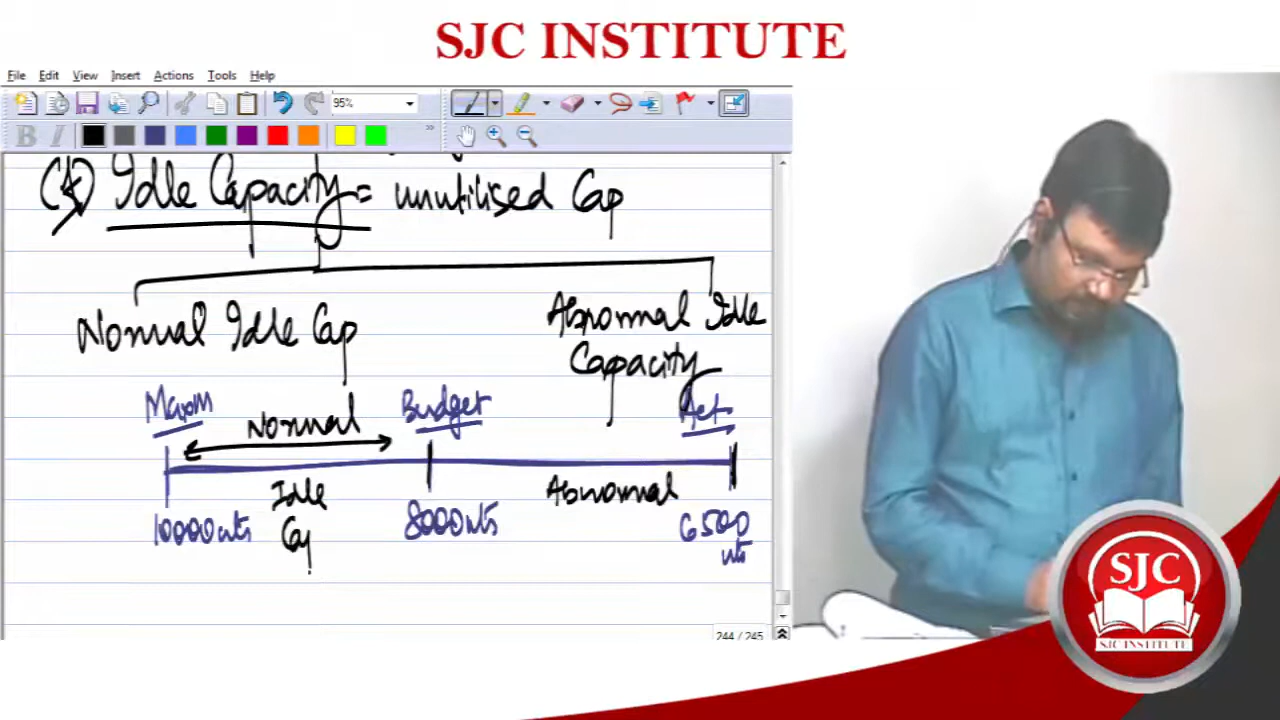 SJC INSTITUTE
File Edit View Insert Actions Tools Help
95%
B I
Idle Capacity = unutilised Cap
Normal Idle Cap
Abnormal Idle
Capacity
Maxm Normal Budget Act
Idle
Cap
Abnormal
10000 uts 8000 uts 6500
uts
244 / 245
SJC
SJC INSTITUTE